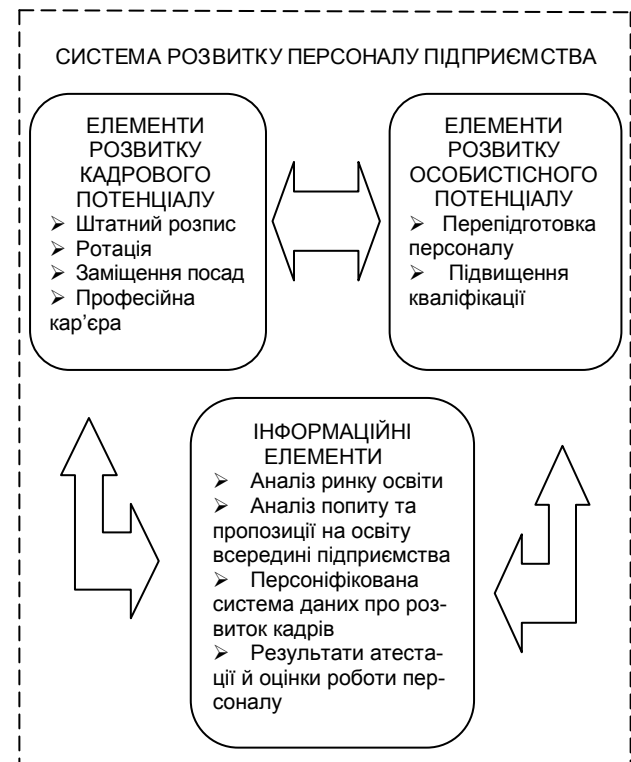 СИСТЕМА РОЗВИТКУ ПЕРСОНАЛУ ПІДПРИЄМСТВА
ЕЛЕМЕНТИ
РОЗВИТКУ
КАДРОВОГО
ПОТЕНЦІАЛУ
➢ Штатний розпис
➢ Ротація
➢ Заміщення посад
➢ Професійна
кар’єра
ЕЛЕМЕНТИ
РОЗВИТКУ
ОСОБИСТІСНОГО
ПОТЕНЦІАЛУ
➢ Перепідготовка
персоналу
➢ Підвищення
кваліфікації
ІНФОРМАЦІЙНІ
ЕЛЕМЕНТИ
➢ Аналіз ринку освіти
➢ Аналіз попиту та
пропозиції на освіту
всередині підприємства
➢ Персоніфікована
система даних про роз-
виток кадрів
➢ Результати атеста-
ції й оцінки роботи пер-
соналу